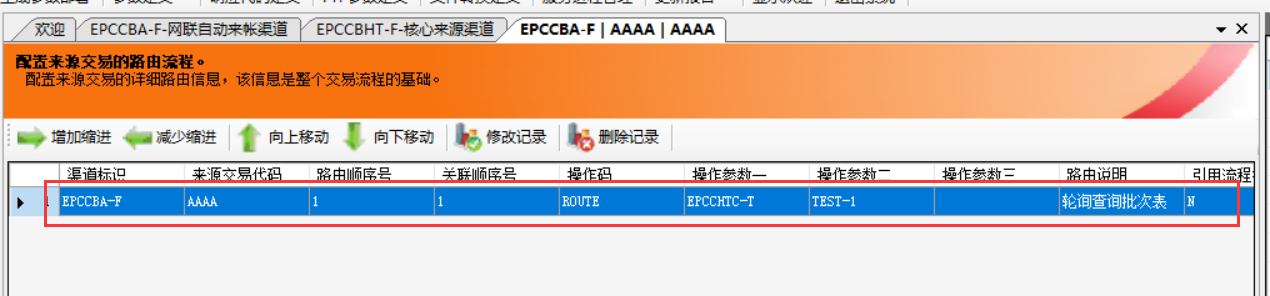 欢迎 EPCCBA-F-网联自动来帐渠道 EPCCBHT-F-核心来源渠道 EPCCBA-F | AAAA | AAAA
配置来源交易的路由流程。
配置来源交易的详细路由信息，该信息是整个交易流程的基础。
增加缩进 减少缩进 向上移动 向下移动 修改记录 删除记录
渠道标识 来源交易代码 路由顺序号 关联顺序号 操作码 操作参数一 操作参数二 操作参数三 路由说明 引用流程
1 EPCCBA-F AAAA 1 1 ROUTE EPCCHTC-T TEST-1 轮询查询批次表 N